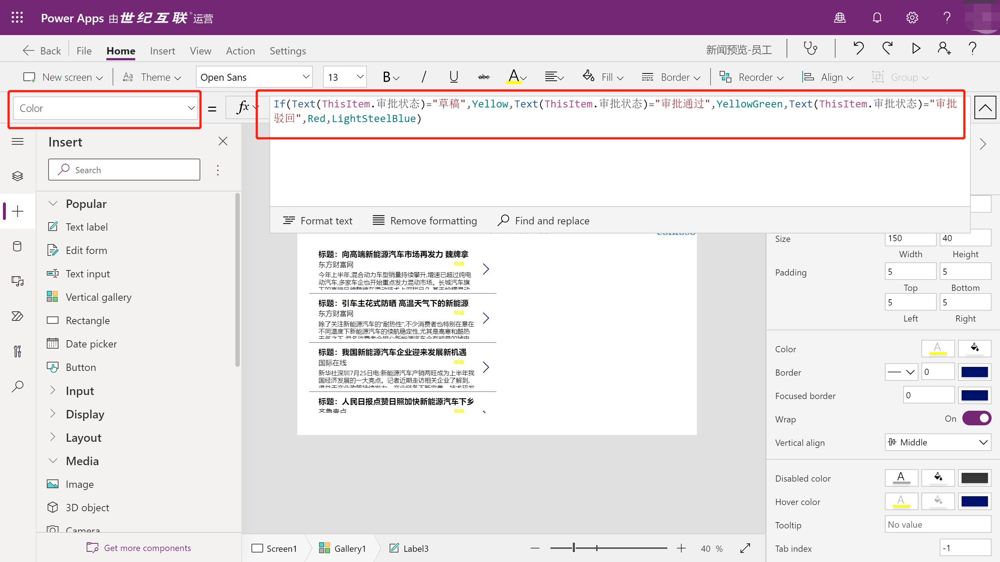 Power Apps 由世纪互联®运营
Back
File
Home
Insert
View
Action
Settings
新闻预览-员工
New screen
Theme
Open Sans
13
B
/
U
abc
A
Fill
Border
Reorder
Align
Group
Color
=
fx
If(Text(ThisItem.审批状态)="草稿",Yellow,Text(ThisItem.审批状态)="审批通过",YellowGreen,Text(ThisItem.审批状态)="审批
驳回",Red,LightSteelBlue)
Format text
Remove formatting
Find and replace
Insert
Search
Popular
Text label
Edit form
Text input
Vertical gallery
Rectangle
Date picker
Button
Input
Display
Layout
Media
Image
3D object
Camera
Get more components
标题：向高端新能源汽车市场再发力 魏牌拿
东方财富网
草稿
今年上半年,混合动力车型销量持续攀升,增速已超过纯电
动汽车,多家车企也开始重点发力混动市场。长城汽车旗
标题：引车主花式防晒 高温天气下的新能源
东方财富网
草稿
除了关注新能源汽车的“耐热性”,不少消费者也特别在意在
不同温度下新能源汽车的续航稳定性,尤其是高寒和酷热
标题：我国新能源汽车企业迎来发展新机遇
国际在线
草稿
新华社深圳7月25日电:新能源汽车产销两旺成为上半年我
国经济发展的一大亮点。记者近期走访相关企业了解到,
标题：人民日报点赞日照加快新能源汽车下乡
齐鲁壹点
草稿
Size
150
40
Width
Height
Padding
5
5
Top
Bottom
5
5
Left
Right
Color
A
Border
0
Focused border
0
Wrap
On
Vertical align
Middle
Disabled color
A
Hover color
A
Tooltip
No value
Tab index
-1
Screen1
Gallery1
Label3
40 %